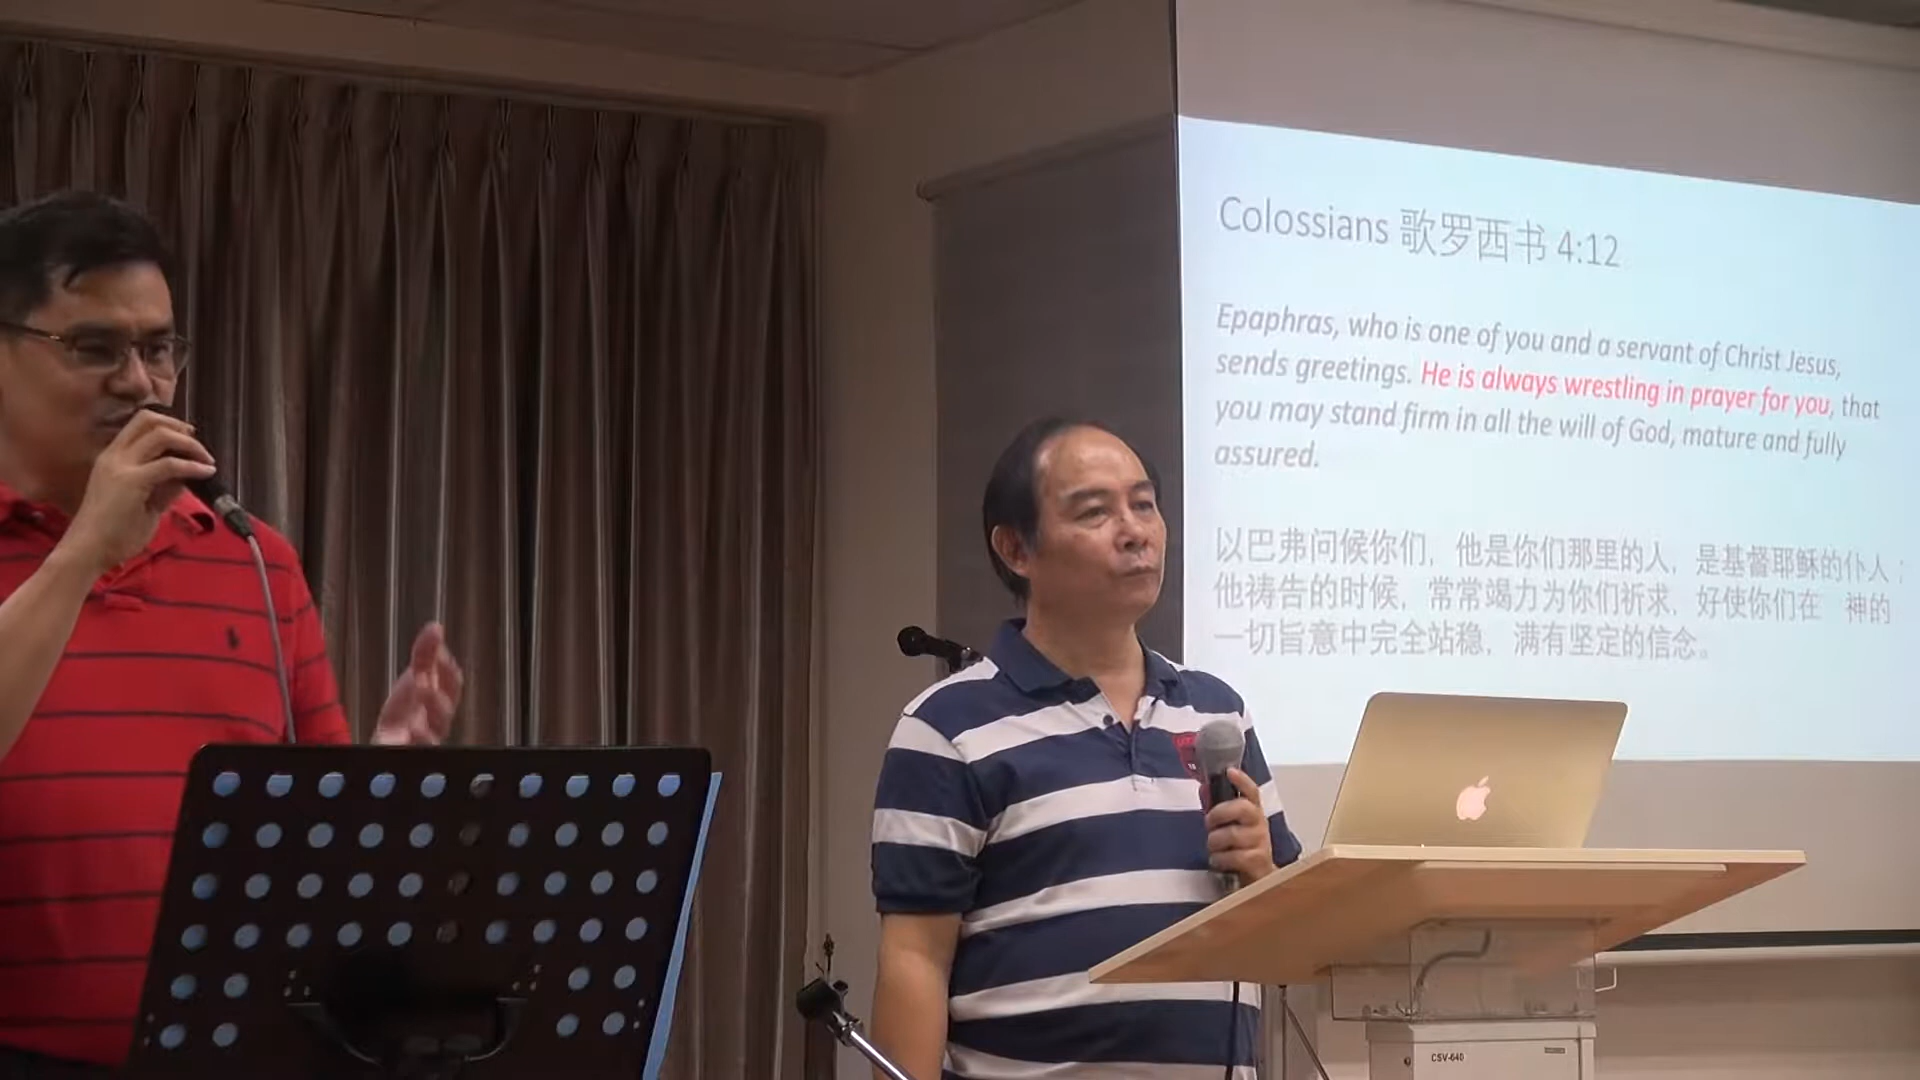 Colossians 歌罗西书 4:12
Epaphras, who is one of you and a servant of Christ Jesus,
sends greetings. He is always wrestling in prayer for you, that
you may stand firm in all the will of God, mature and fully
assured.
以巴弗问候你们，他是你们那里的人，是基督耶稣的仆人；
他祷告的时候，常常竭力为你们祈求，好使你们在　神的
一切旨意中完全站稳，满有坚定的信念。
CSV-640